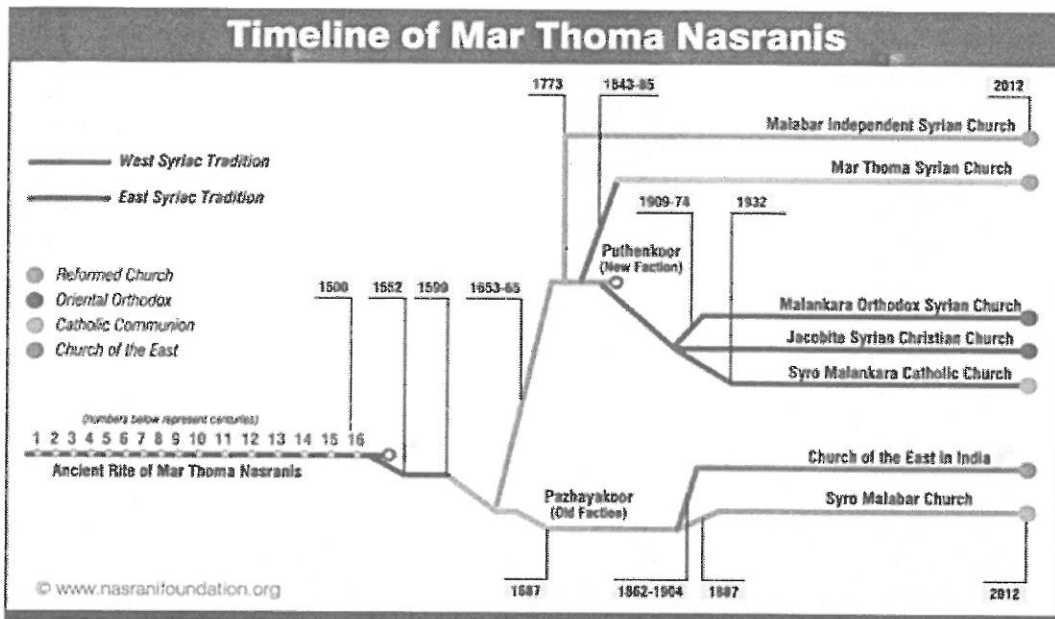 Timeline of Mar Thoma Nasranis
1773
1843-85
2012
Malabar Independent Syrian Church
West Syriac Tradition
Mar Thoma Syrian Church
East Syriac Tradition
1909-74
1932
Puthenkoor
(New Faction)
Reformed Church
Oriental Orthodox
Catholic Communion
Church of the East
1500
1552
1599
1653-65
Malankara Orthodox Syrian Church
Jacobite Syrian Christian Church
Syro Malankara Catholic Church
(numbers below represent centuries)
1 2 3 4 5 6 7 8 9 10 11 12 13 14 15 16
Ancient Rite of Mar Thoma Nasranis
Church of the East in India
Pazhayakoor
(Old Faction)
Syro Malabar Church
© www.nasranifoundation.org
1587
1862-1904
1887
2012